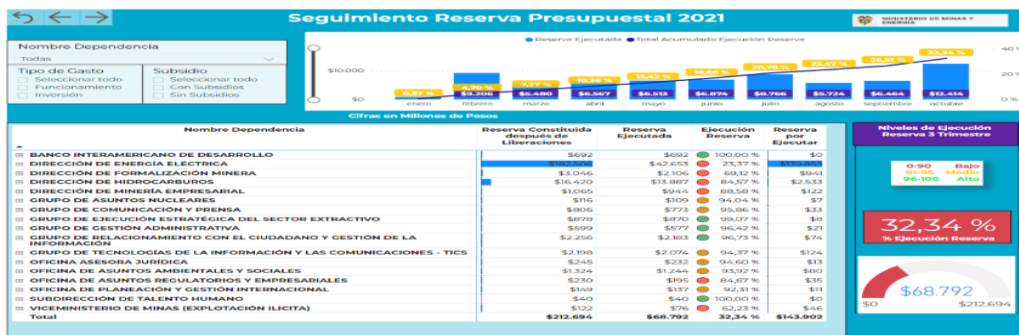 Seguimiento Reserva Presupuestal 2021
MINISTERIO DE MINAS Y
ENERGÍA
Nombre Dependencia
Todas
Tipo de Gasto
Seleccionar todo
Funcionamiento
Inversión
Subsidio
Seleccionar todo
Con Subsidios
Sin Subsidios
Reserva Ejecutada Total Acumulado Ejecución Reserva
$10.000
$0
40 %
20 %
0 %
0,27 % 4,70 % 7,27 % 10,36 % 13,42 % 16,66 % 20,78 % 23,47 % 26,51 % 32,34 %
$9.206 $5.480 $6.567 $6.513 $6.874 $8.766 $5.724 $6.464 $12.414
enero febrero marzo abril mayo junio julio agosto septiembre octubre
Cifras en Millones de Pesos
Nombre Dependencia Reserva Constituida después de Liberaciones Reserva Ejecutada Ejecución Reserva Reserva por Ejecutar
BANCO INTERAMERICANO DE DESARROLLO $692 $692 100,00 % $0
DIRECCIÓN DE ENERGÍA ELÉCTRICA $182.506 $42.653 23,37 % $139.853
DIRECCIÓN DE FORMALIZACIÓN MINERA $3.046 $2.106 69,12 % $941
DIRECCIÓN DE HIDROCARBUROS $16.420 $13.887 84,57 % $2.533
DIRECCIÓN DE MINERÍA EMPRESARIAL $1.065 $944 88,58 % $122
GRUPO DE ASUNTOS NUCLEARES $116 $109 94,04 % $7
GRUPO DE COMUNICACIÓN Y PRENSA $806 $773 95,86 % $33
GRUPO DE EJECUCIÓN ESTRATÉGICA DEL SECTOR EXTRACTIVO $878 $870 99,07 % $8
GRUPO DE GESTIÓN ADMINISTRATIVA $599 $577 96,42 % $21
GRUPO DE RELACIONAMIENTO CON EL CIUDADANO Y GESTIÓN DE LA $2.256 $2.183 96,73 % $74
INFORMACIÓN
GRUPO DE TECNOLOGÍAS DE LA INFORMACIÓN Y LAS COMUNICACIONES - TICS $2.198 $2.074 94,37 % $124
OFICINA ASESORA JURÍDICA $245 $232 94,60 % $13
OFICINA DE ASUNTOS AMBIENTALES Y SOCIALES $1.324 $1.244 93,92 % $80
OFICINA DE ASUNTOS REGULATORIOS Y EMPRESARIALES $230 $195 84,67 % $35
OFICINA DE PLANEACIÓN Y GESTIÓN INTERNACIONAL $149 $137 92,31 % $11
SUBDIRECCIÓN DE TALENTO HUMANO $40 $40 100,00 % $0
VICEMINISTERIO DE MINAS (EXPLOTACIÓN ILICITA) $122 $76 62,23 % $46
Total $212.694 $68.792 32,34 % $143.902
Niveles de Ejecución
Reserva 3 Trimestre
0-90 Bajo
91-95 Medio
96-100 Alto
32,34 %
% Ejecución Reserva
$68.792
$0 $212.694